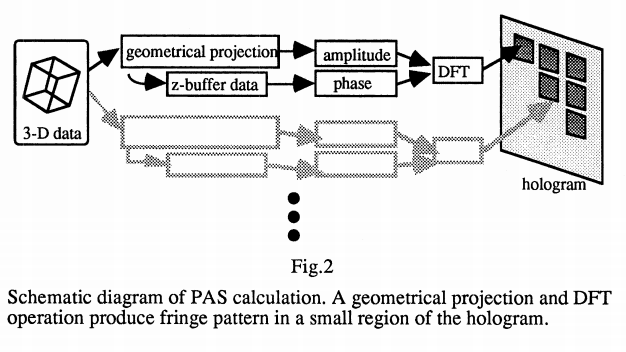 geometrical projection
amplitude
z-buffer data
phase
DFT
3-D data
hologram
Fig.2
Schematic diagram of PAS calculation. A geometrical projection and DFT
operation produce fringe pattern in a small region of the hologram.